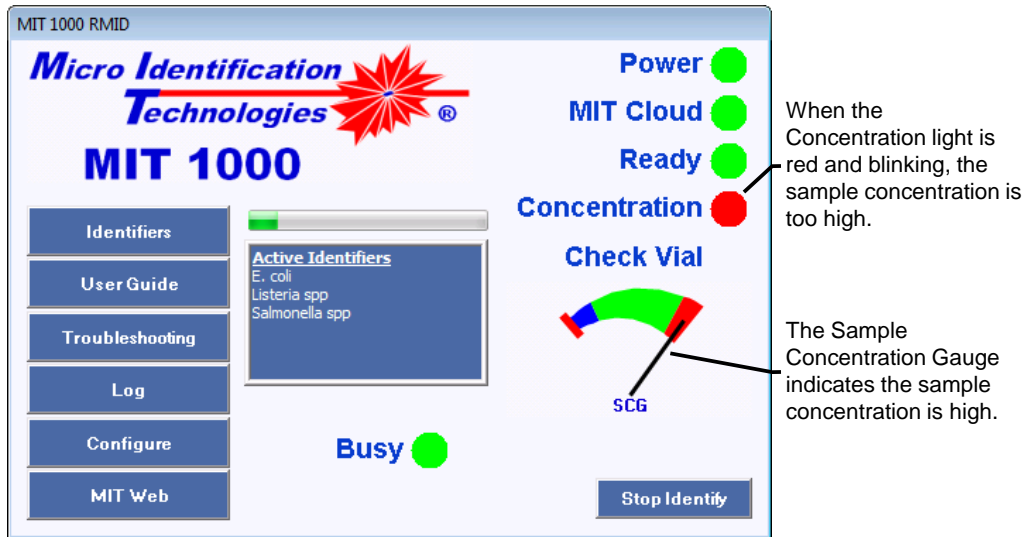 MIT 1000 RMID
Micro Identification
Technologies ®
MIT 1000
Power
MIT Cloud
Ready
Concentration
Check Vial
SCG
Identifiers
User Guide
Troubleshooting
Log
Configure
MIT Web
Active Identifiers
E. coli
Listeria spp
Salmonella spp
Busy
Stop Identify
When the
Concentration light is
red and blinking, the
sample concentration is
too high.
The Sample
Concentration Gauge
indicates the sample
concentration is high.